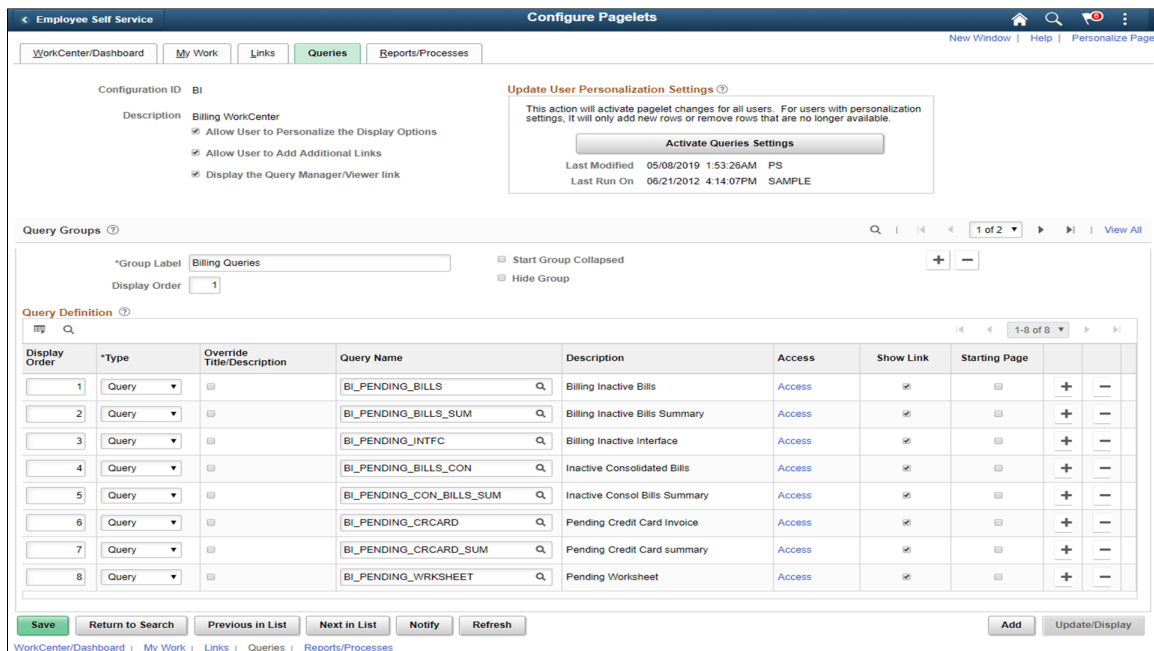 Employee Self Service
Configure Pagelets
6
New Window | Help | Personalize Page
WorkCenter/Dashboard My Work Links Queries Reports/Processes
Configuration ID BI
Description Billing WorkCenter
Allow User to Personalize the Display Options
Allow User to Add Additional Links
Display the Query Manager/Viewer link
Update User Personalization Settings
This action will activate pagelet changes for all users. For users with personalization
settings, It will only add new rows or remove rows that are no longer available.
Activate Queries Settings
Last Modified 05/08/2019 1:53:26AM PS
Last Run On 06/21/2012 4:14:07PM SAMPLE
Query Groups 1 of 2 | View All
*Group Label Billing Queries Start Group Collapsed
Display Order 1 Hide Group
Query Definition
1-8 of 8
Display Order *Type Override Title/Description Query Name Description Access Show Link Starting Page
1 Query BI_PENDING_BILLS Billing Inactive Bills Access
2 Query BI_PENDING_BILLS_SUM Billing Inactive Bills Summary Access
3 Query BI_PENDING_INTFC Billing Inactive Interface Access
4 Query BI_PENDING_BILLS_CON Inactive Consolidated Bills Access
5 Query BI_PENDING_CON_BILLS_SUM Inactive Consol Bills Summary Access
6 Query BI_PENDING_CRCARD Pending Credit Card Invoice Access
7 Query BI_PENDING_CRCARD_SUM Pending Credit Card summary Access
8 Query BI_PENDING_WRKSHEET Pending Worksheet Access
Save Return to Search Previous in List Next in List Notify Refresh Add Update/Display
WorkCenter/Dashboard | My Work | Links | Queries | Reports/Processes